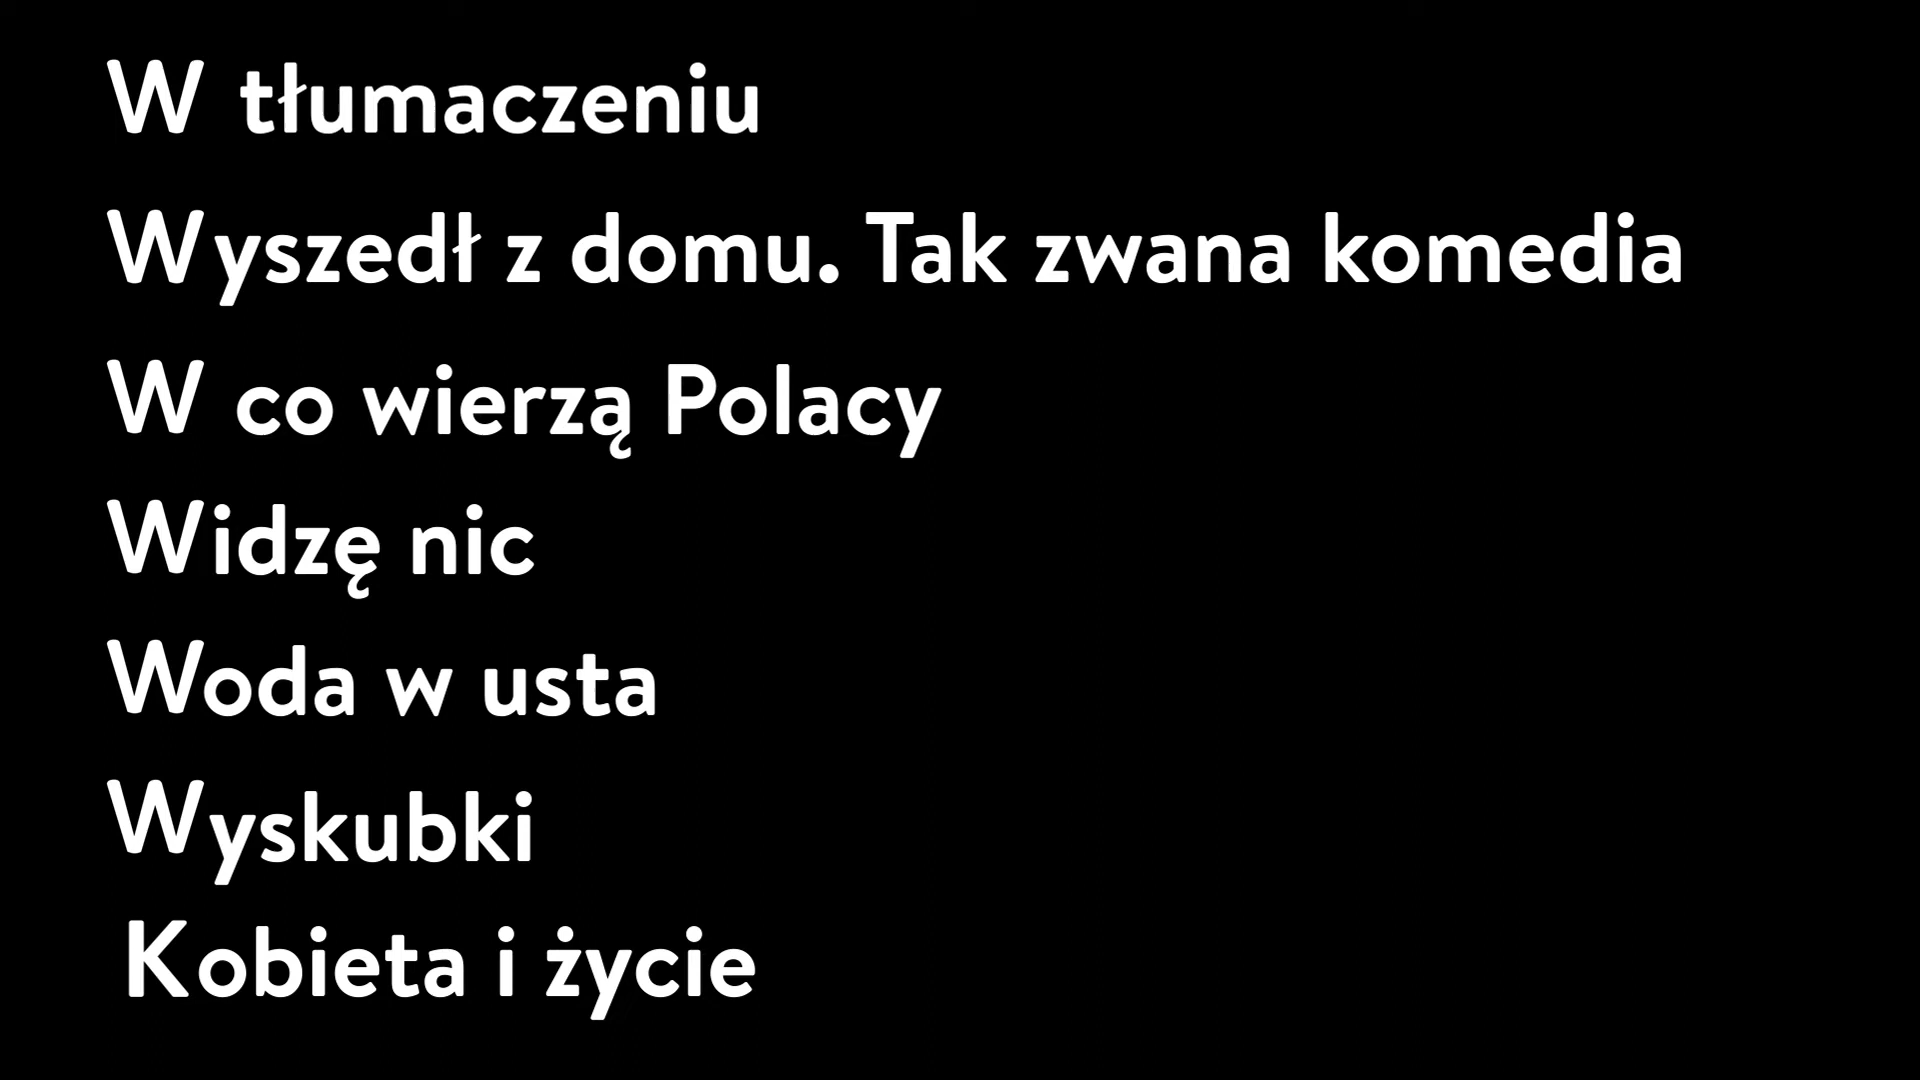 W tłumaczeniu
Wyszedł z domu. Tak zwana komedia
W co wierzą Polacy
Widzę nic
Woda w usta
Wyskubki
Kobieta i życie